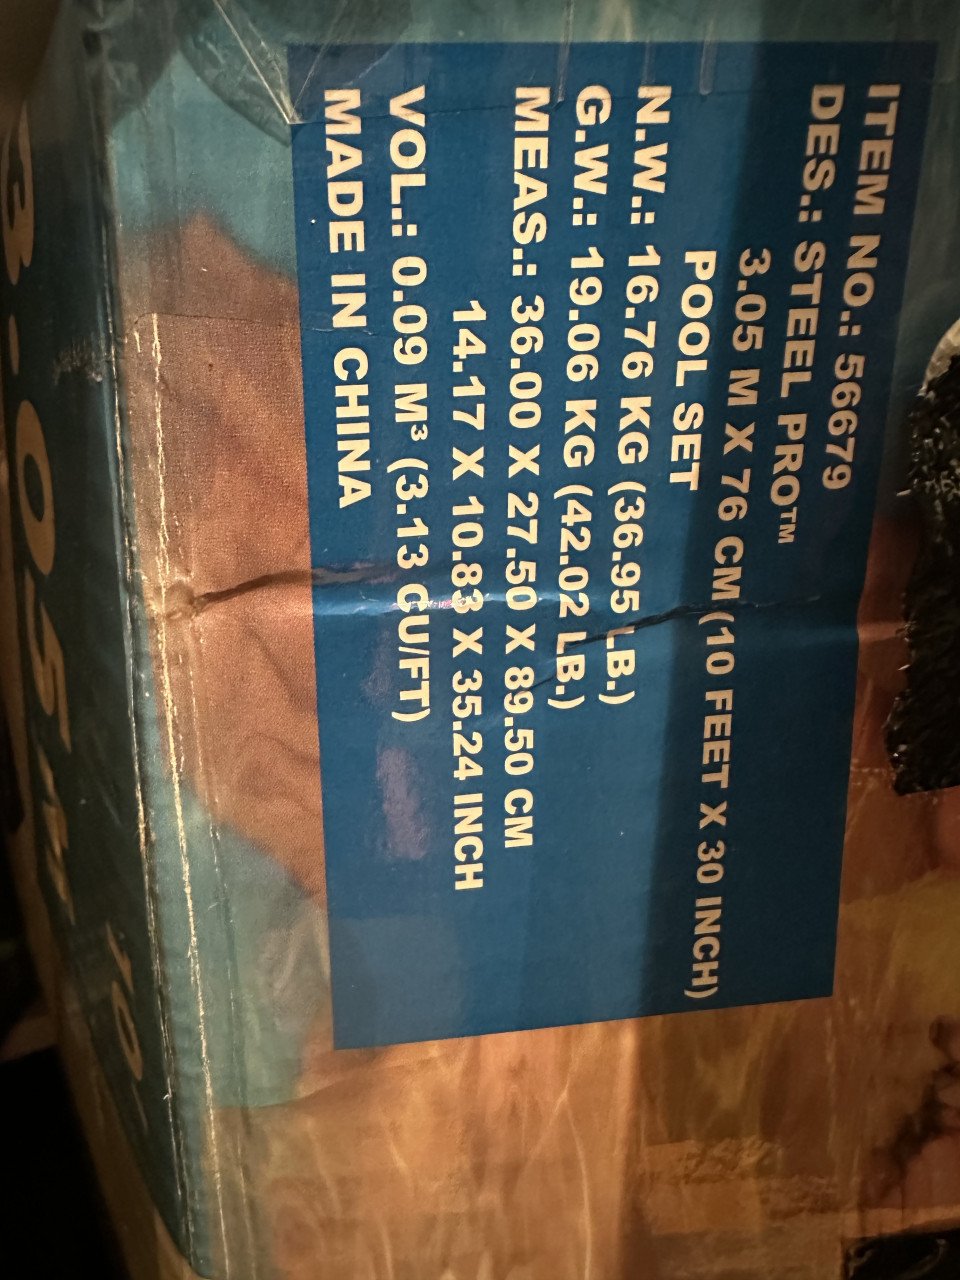 ITEM NO.: 56679
DES.: STEEL PRO™
3.05 M X 76 CM (10 FEET X 30 INCH)
POOL SET
N.W.: 16.76 KG (36.95 LB.)
G.W.: 19.06 KG (42.02 LB.)
MEAS.: 36.00 X 27.50 X 89.50 CM
14.17 X 10.83 X 35.24 INCH
VOL.: 0.09 M³ (3.13 CU/FT)
MADE IN CHINA